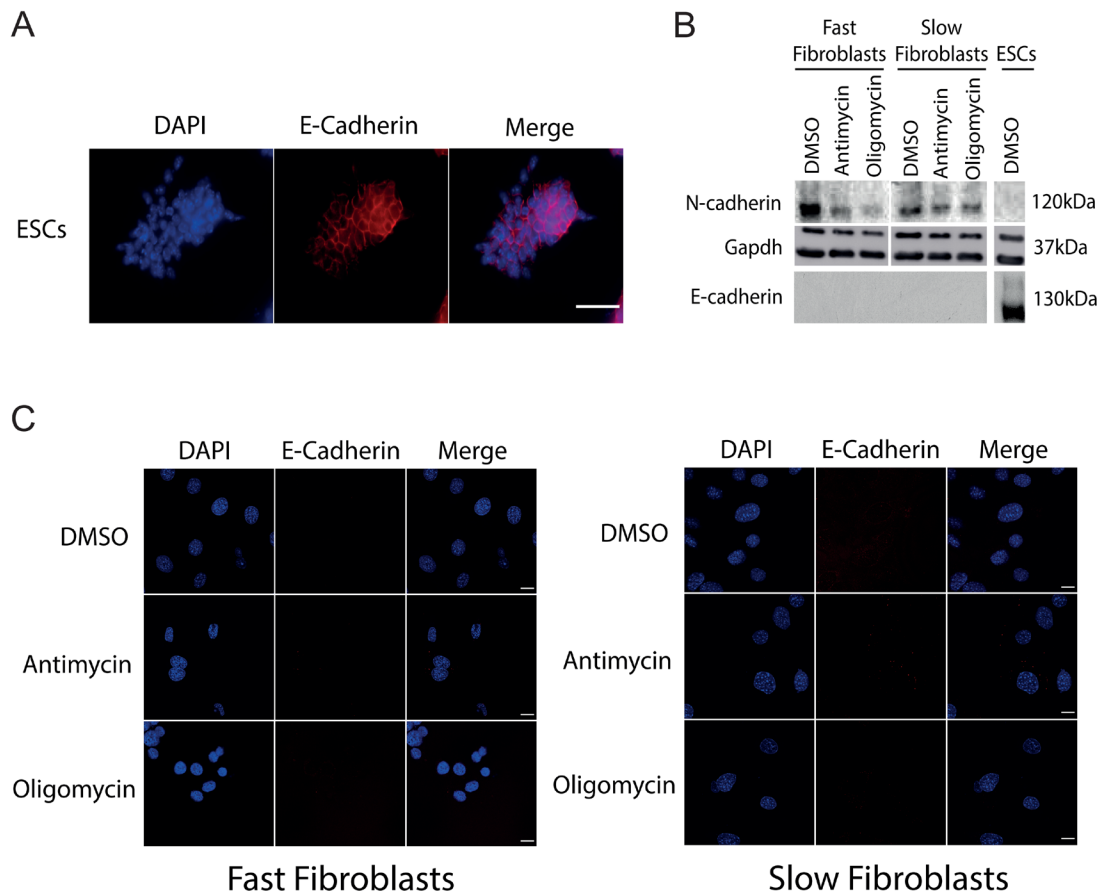 A
DAPI E-Cadherin Merge
ESCs
B
Fast Fibroblasts
Slow Fibroblasts
ESCs
DMSO Antimycin Oligomycin DMSO Antimycin Oligomycin DMSO
N-cadherin 120kDa
Gapdh 37kDa
E-cadherin 130kDa
C
DAPI E-Cadherin Merge
DMSO
Antimycin
Oligomycin
Fast Fibroblasts
DAPI E-Cadherin Merge
DMSO
Antimycin
Oligomycin
Slow Fibroblasts